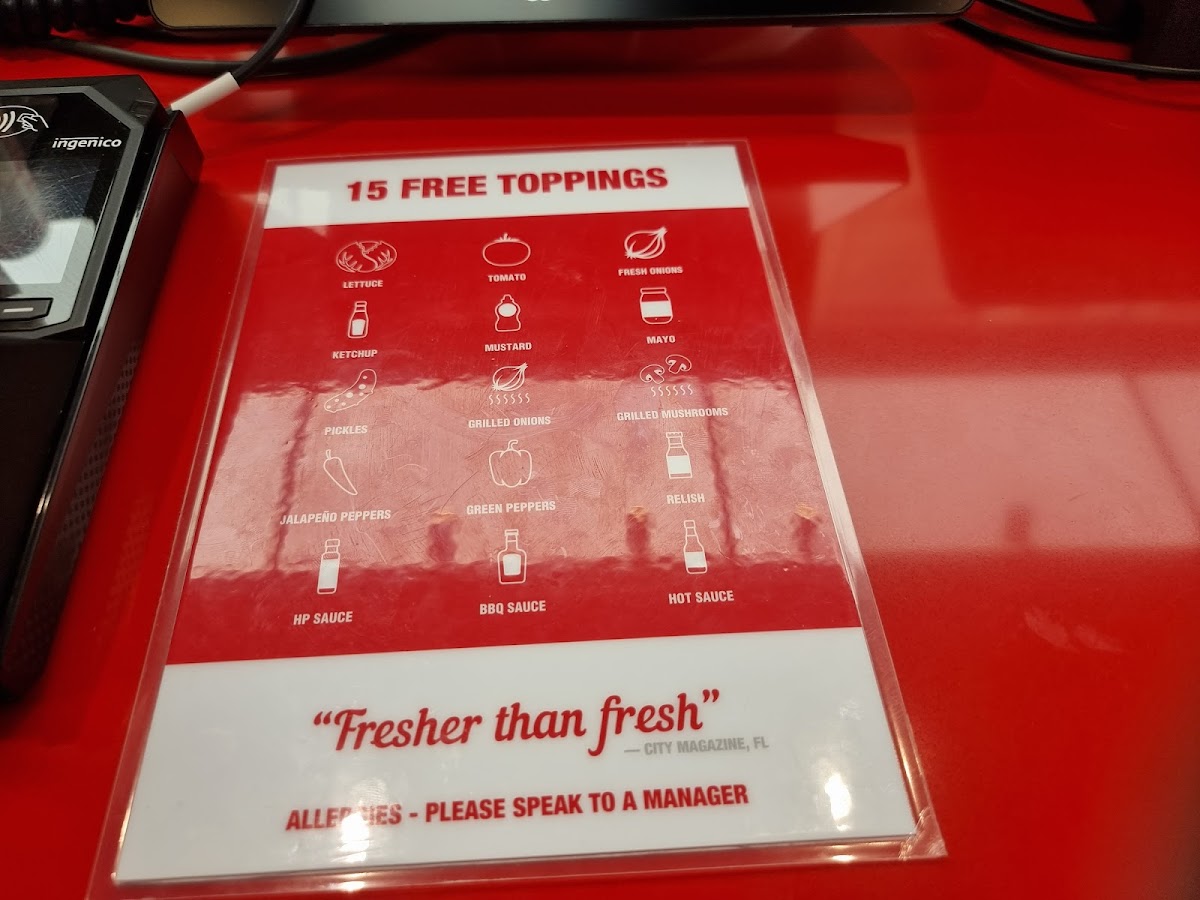 ingenico
15 FREE TOPPINGS
LETTUCE
TOMATO
FRESH ONIONS
KETCHUP
MUSTARD
MAYO
PICKLES
GRILLED ONIONS
GRILLED MUSHROOMS
JALAPEÑO PEPPERS
GREEN PEPPERS
RELISH
HP SAUCE
BBQ SAUCE
HOT SAUCE
“Fresher than fresh”
— CITY MAGAZINE, FL
ALLERGIES - PLEASE SPEAK TO A MANAGER